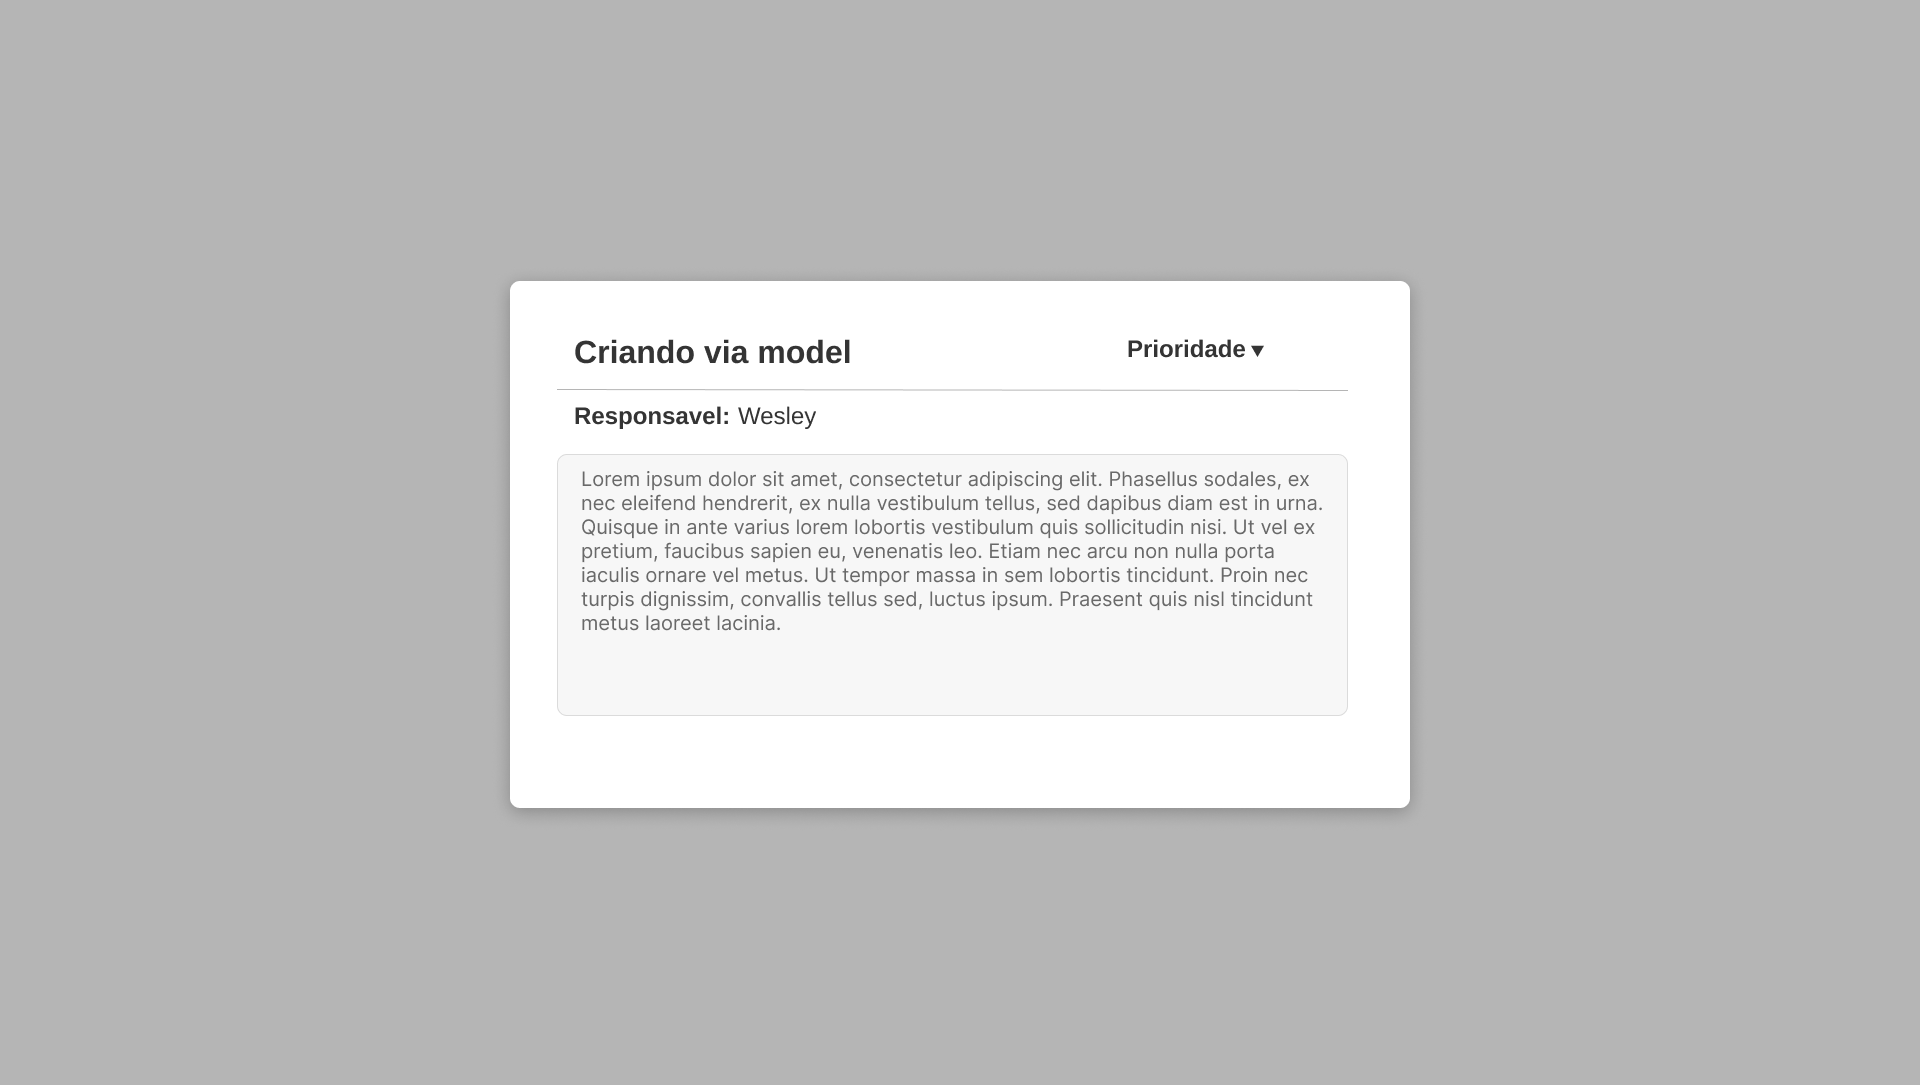 Criando via model
Prioridade ▼
Responsavel: Wesley
Lorem ipsum dolor sit amet, consectetur adipiscing elit. Phasellus sodales, ex
nec eleifend hendrerit, ex nulla vestibulum tellus, sed dapibus diam est in urna.
Quisque in ante varius lorem lobortis vestibulum quis sollicitudin nisi. Ut vel ex
pretium, faucibus sapien eu, venenatis leo. Etiam nec arcu non nulla porta
iaculis ornare vel metus. Ut tempor massa in sem lobortis tincidunt. Proin nec
turpis dignissim, convallis tellus sed, luctus ipsum. Praesent quis nisl tincidunt
metus laoreet lacinia.